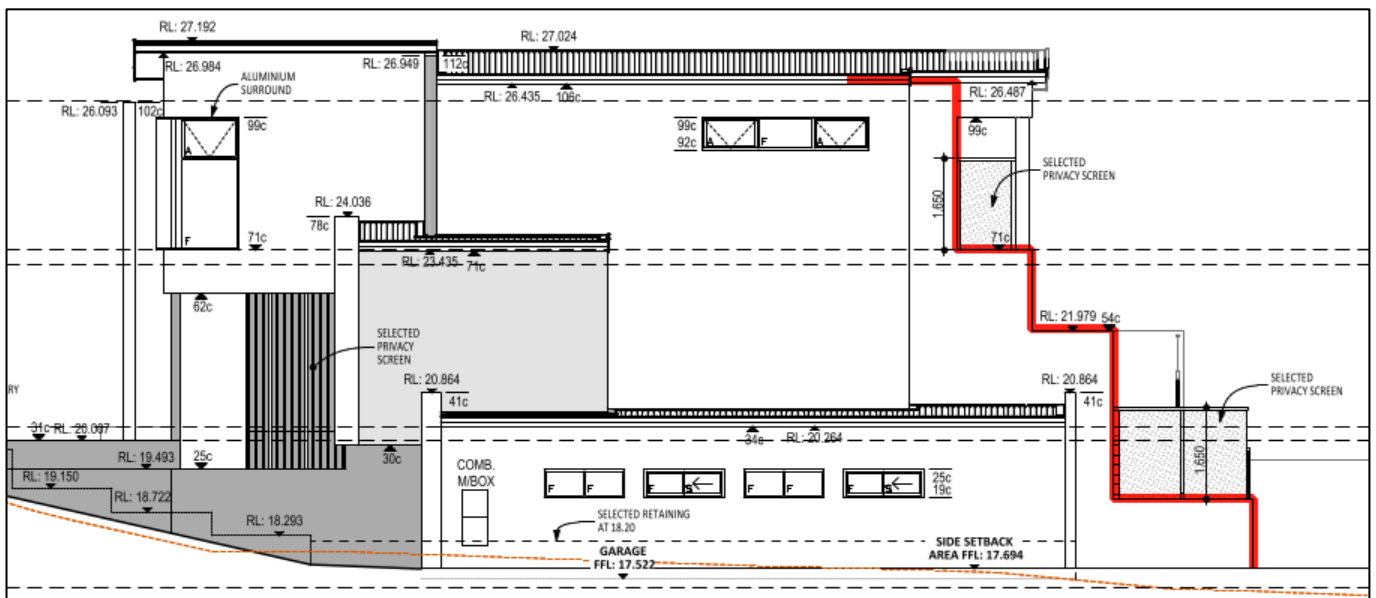 RL: 27.192
RL: 27.024
RL: 26.984
RL: 26.949
112c
ALUMINIUM
SURROUND
RL: 26.435
106c
RL: 26.487
RL: 26.093
102c
99c
99c
92c
99c
A
A
F
A
SELECTED
PRIVACY SCREEN
1.650
RL: 24.036
78c
71c
F
71c
RL: 23.435
71c
62c
RL: 21.979
54c
SELECTED
PRIVACY
SCREEN
RL: 20.864
41c
RL: 20.864
41c
SELECTED
PRIVACY SCREEN
RY
31c
RL: 20.007
34c
RL: 20.264
1.650
RL: 19.493
25c
30c
COMB.
M/BOX
F
F
F
S
F
F
F
S
25c
19c
RL: 19.150
RL: 18.722
RL: 18.293
SELECTED RETAINING
AT 18.20
GARAGE
FFL: 17.522
SIDE SETBACK
AREA FFL: 17.694